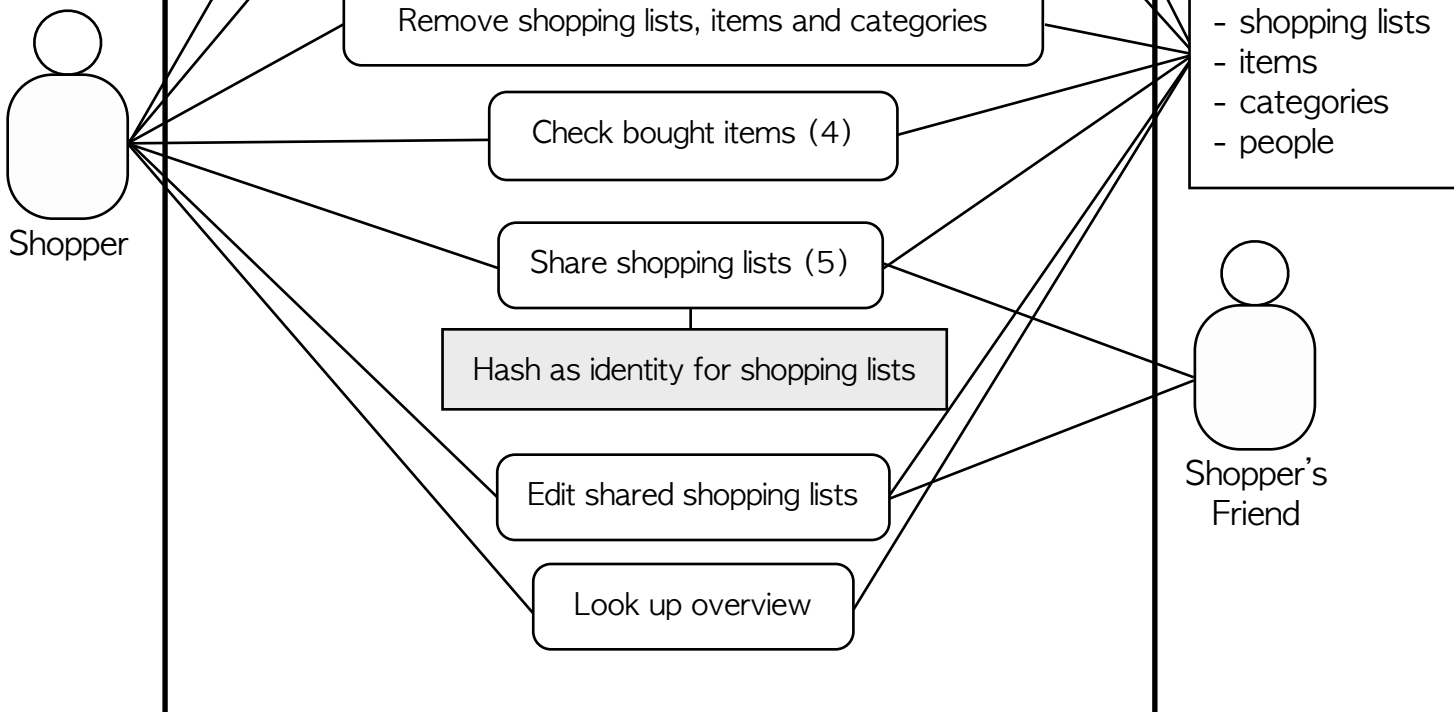 Remove shopping lists, items and categories
- shopping lists
- items
- categories
- people
Check bought items (4)
Shopper
Share shopping lists (5)
Hash as identity for shopping lists
Edit shared shopping lists
Shopper’s
Friend
Look up overview